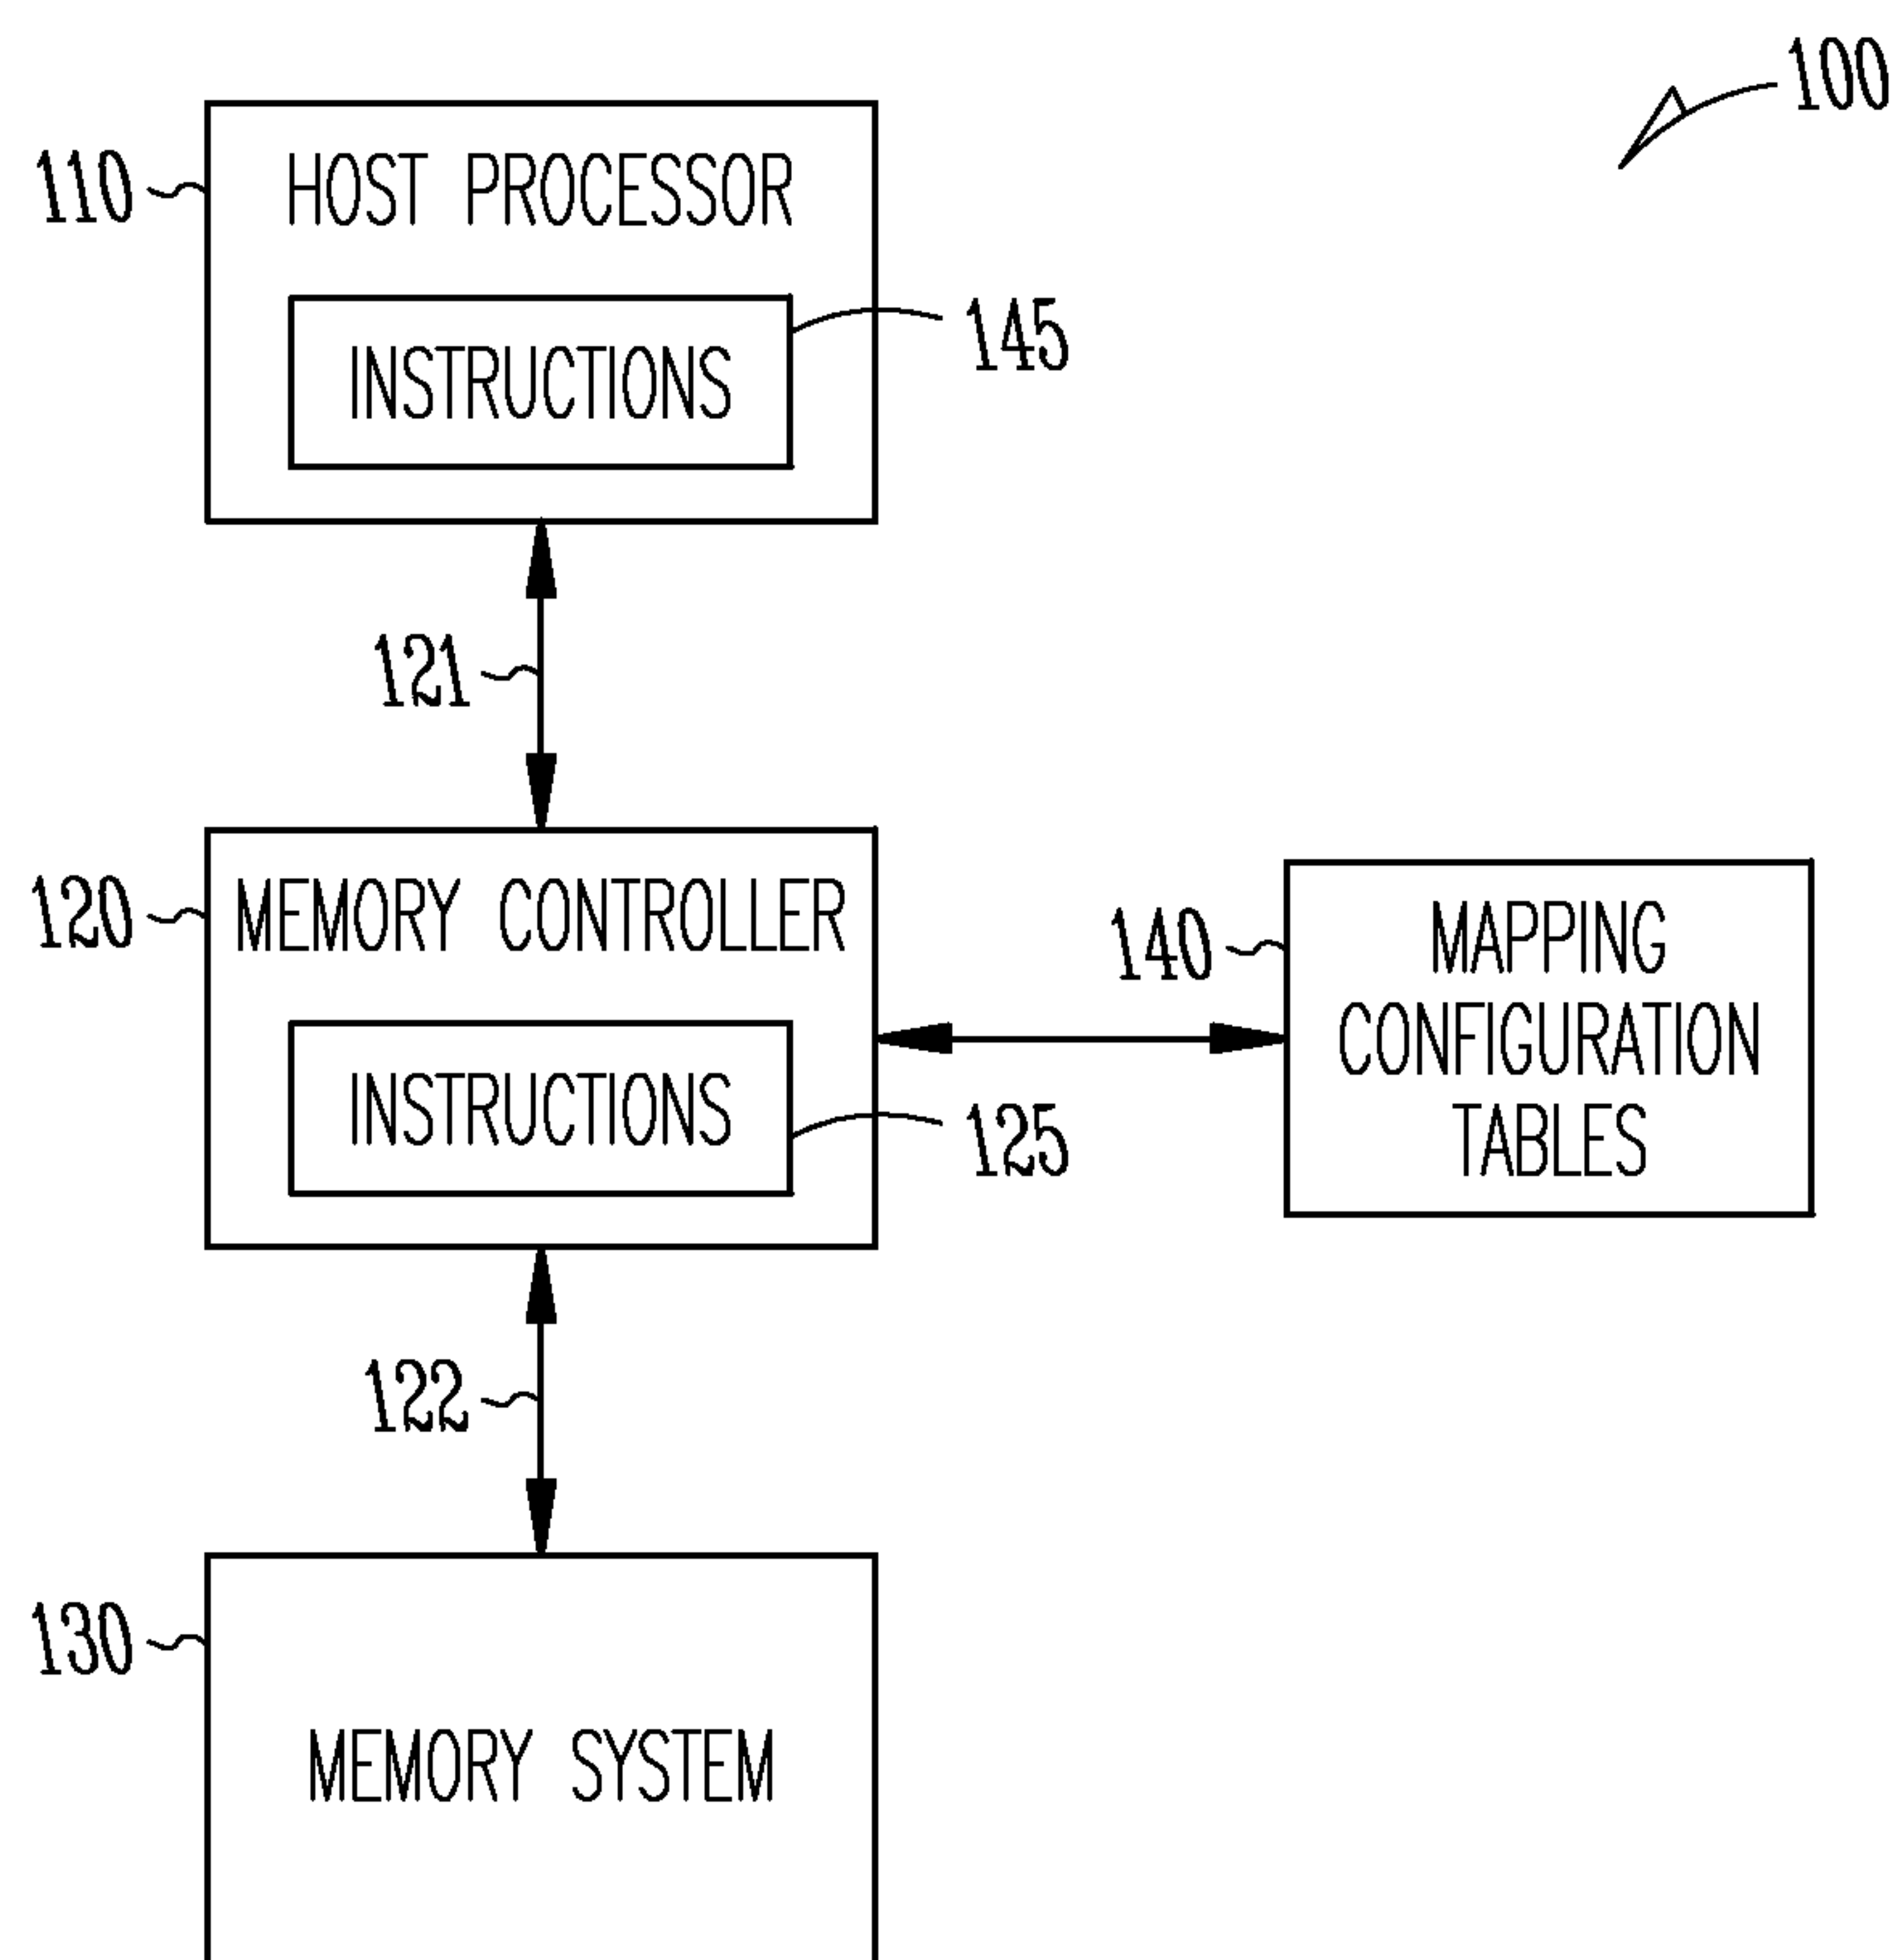 100
110
HOST PROCESSOR
INSTRUCTIONS
145
121
120
MEMORY CONTROLLER
INSTRUCTIONS
125
140
MAPPING
CONFIGURATION
TABLES
122
130
MEMORY SYSTEM